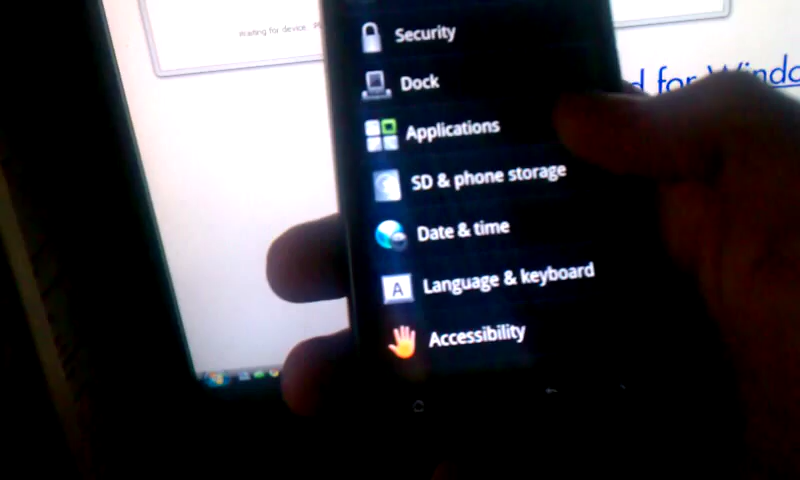 Waiting for device.
Security
d for Windo
Dock
Applications
SD & phone storage
Date & time
A
Language & keyboard
Accessibility